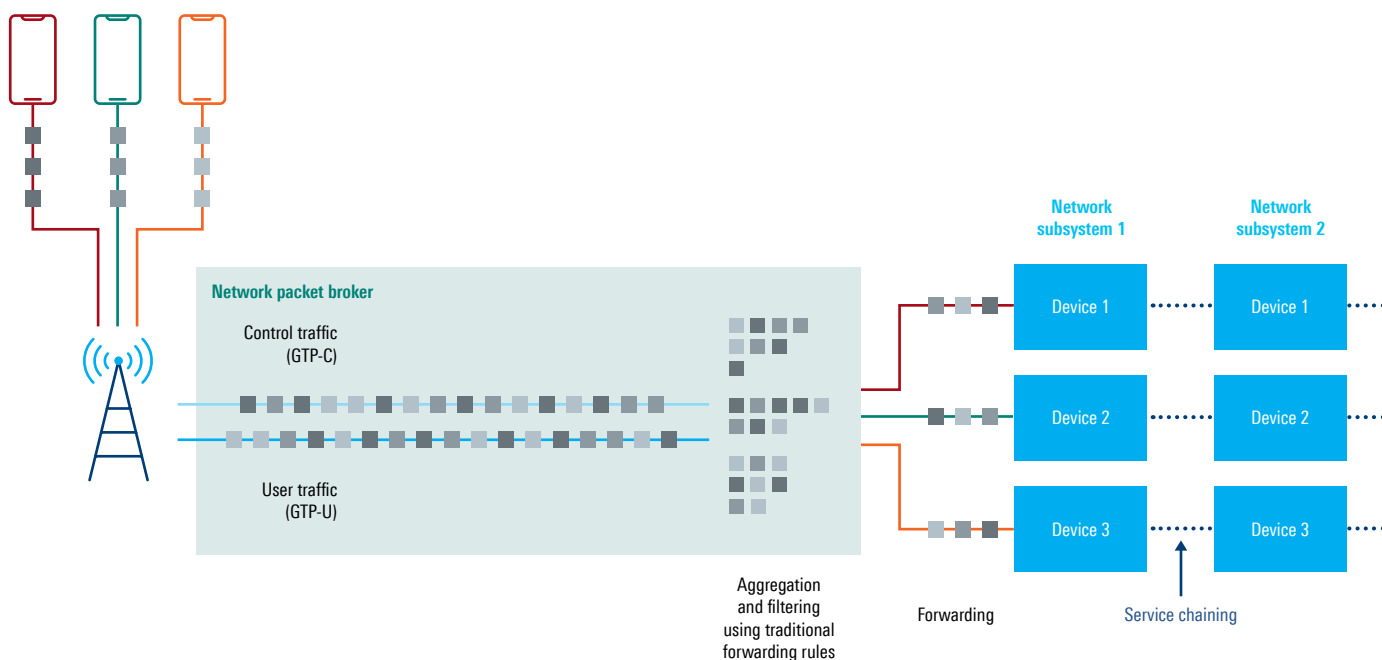 Network
subsystem 1
Network
subsystem 2
Network packet broker
Control traffic
(GTP-C)
Device 1
Device 1
Device 2
Device 2
User traffic
(GTP-U)
Device 3
Device 3
Aggregation
and filtering
using traditional
forwarding rules
Forwarding
Service chaining